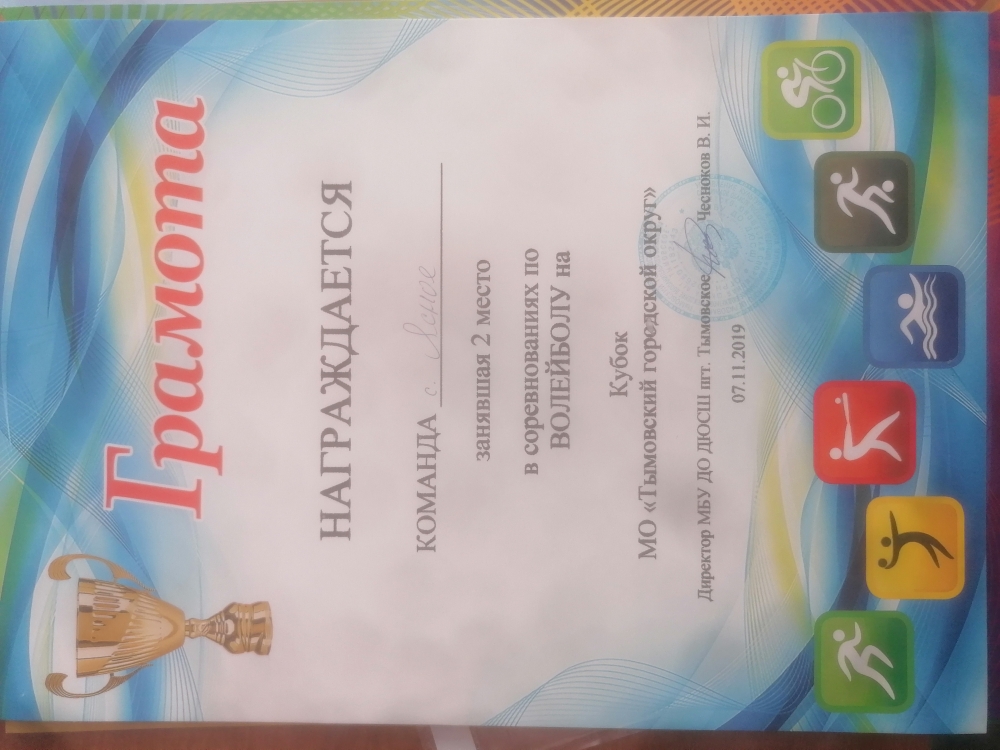 Грамота
НАГРАЖДАЕТСЯ
КОМАНДА с.
занявшая 2 место
в соревнованиях по
ВОЛЕЙБОЛУ на
Кубок
МО «Тымовский городской округ»
Директор МБУ ДО ДЮСШ пгт. Тымовское Чесноков В. И.
07.11.2019